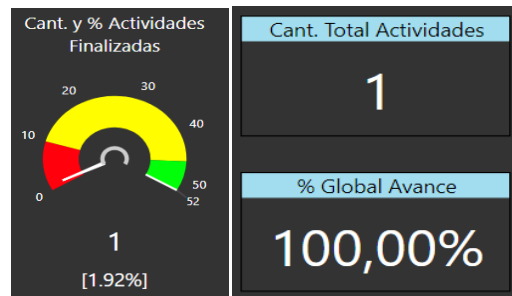 Cant. y % Actividades
Finalizadas
30
20
40
10
50
0
52
1
[1.92%]
Cant. Total Actividades
1
% Global Avance
100,00%